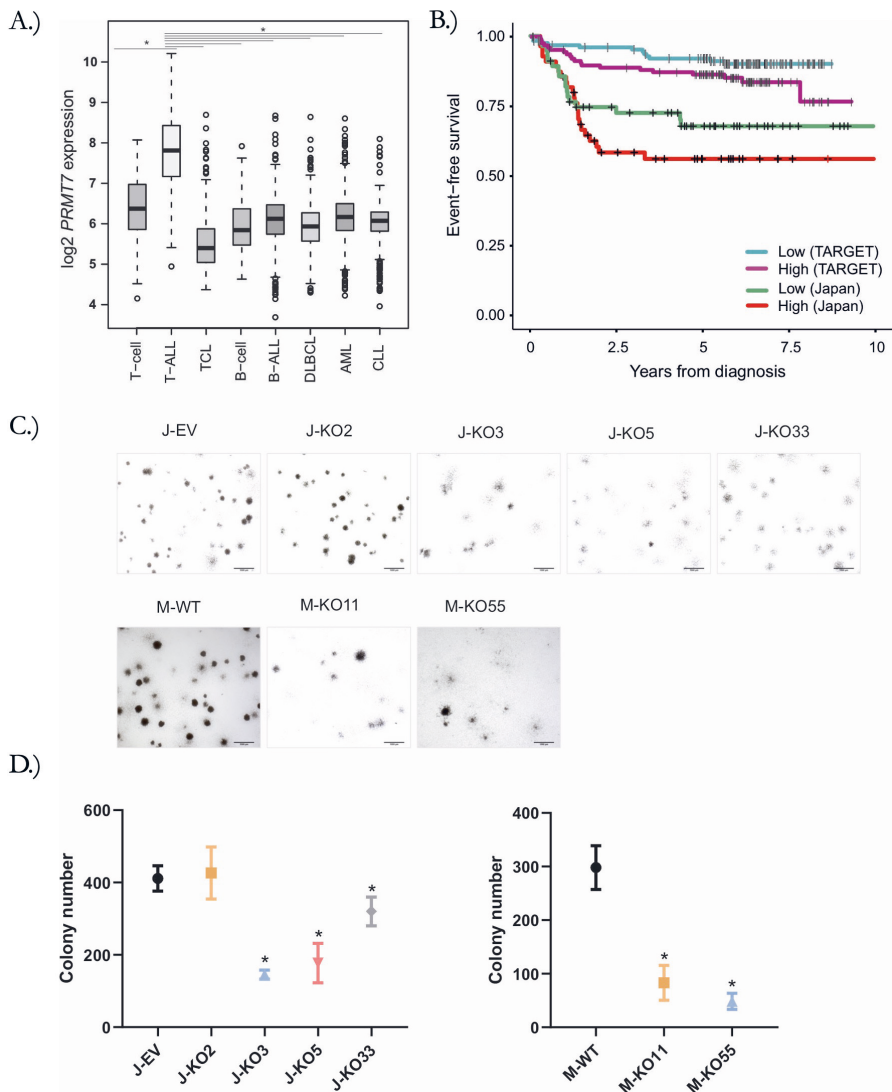 A.)
*
*
10
9
8
7
6
5
4
log2 PRMT7 expression
T-cell
T-ALL
TCL
B-cell
B-ALL
DLBCL
AML
CLL
B.)
1.00
0.75
0.50
0.25
0.00
Event-free survival
Low (TARGET)
High (TARGET)
Low (Japan)
High (Japan)
0 2.5 5 7.5 10
Years from diagnosis
C.)
J-EV J-KO2 J-KO3 J-KO5 J-KO33
M-WT M-KO11 M-KO55
D.)
600
400
200
0
Colony number
*
*
*
J-EV
J-KO2
J-KO3
J-KO5
J-KO33
400
300
200
100
0
Colony number
*
*
M-WT
M-KO11
M-KO55